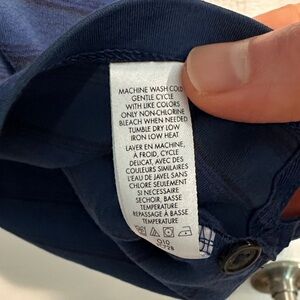 MACHINE WASH COLD
GENTLE CYCLE
WITH LIKE COLORS
ONLY NON-CHLORINE
BLEACH WHEN NEEDED
TUMBLE DRY LOW
IRON LOW HEAT
LAVER EN MACHINE,
À FROID, CYCLE
DELICAT, AVEC DES
COULEURS SIMILAIRES
L'EAU DE JAVEL SANS
CHLORE SEULEMENT
SI NECESSAIRE
SECHOIR, BASSE
TEMPERATURE
REPASSAGE À BASSE
TEMPERATURE